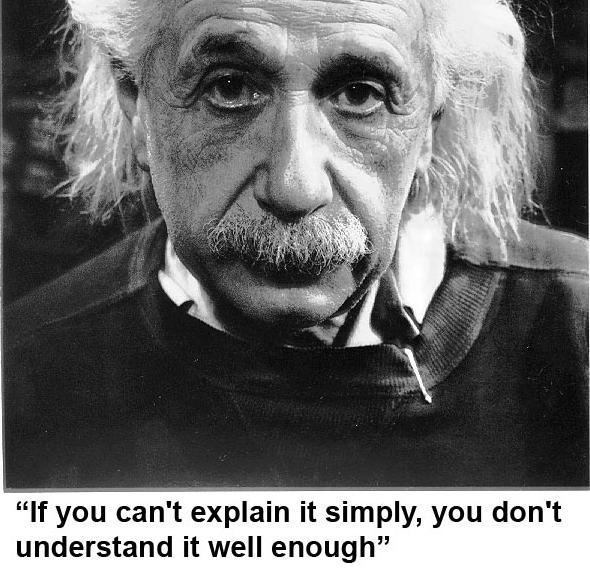 “If you can't explain it simply, you don't
understand it well enough”